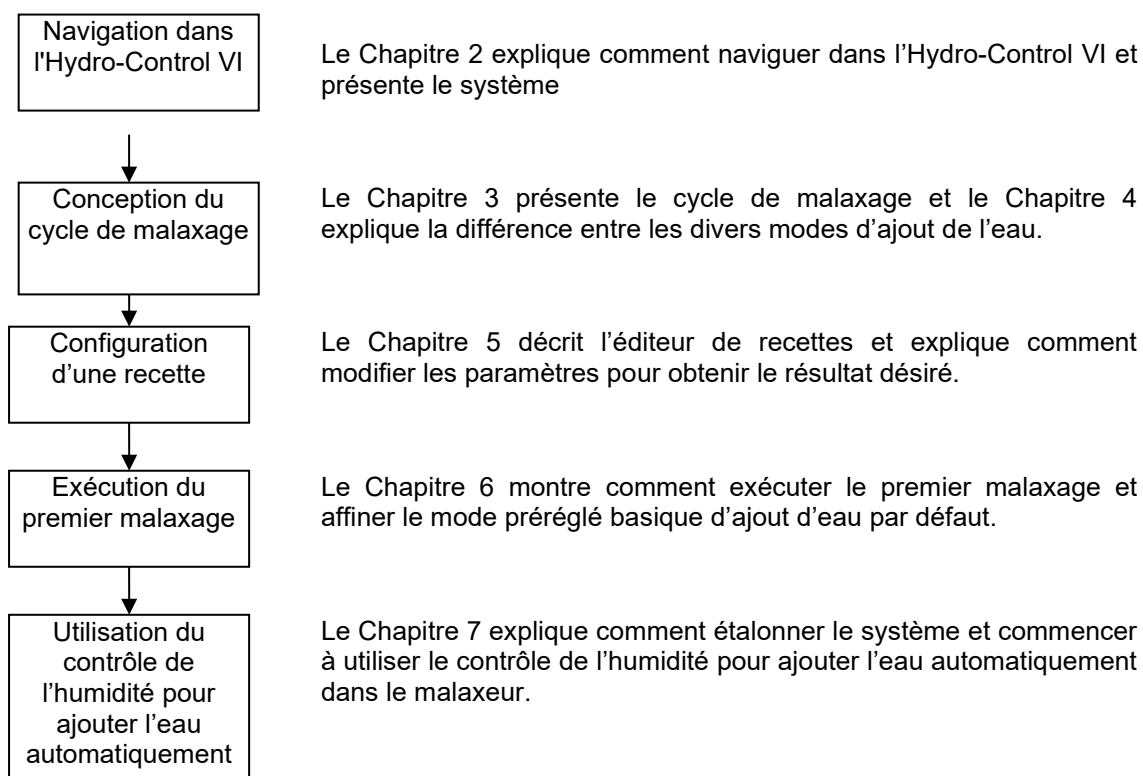 Navigation dans
l'Hydro-Control VI
Le Chapitre 2 explique comment naviguer dans l’Hydro-Control VI et
présente le système
Conception du
cycle de malaxage
Le Chapitre 3 présente le cycle de malaxage et le Chapitre 4
explique la différence entre les divers modes d’ajout de l’eau.
Configuration
d’une recette
Le Chapitre 5 décrit l’éditeur de recettes et explique comment
modifier les paramètres pour obtenir le résultat désiré.
Exécution du
premier malaxage
Le Chapitre 6 montre comment exécuter le premier malaxage et
affiner le mode préréglé basique d’ajout d’eau par défaut.
Utilisation du
contrôle de
l’humidité pour
ajouter l’eau
automatiquement
Le Chapitre 7 explique comment étalonner le système et commencer
à utiliser le contrôle de l’humidité pour ajouter l’eau automatiquement
dans le malaxeur.